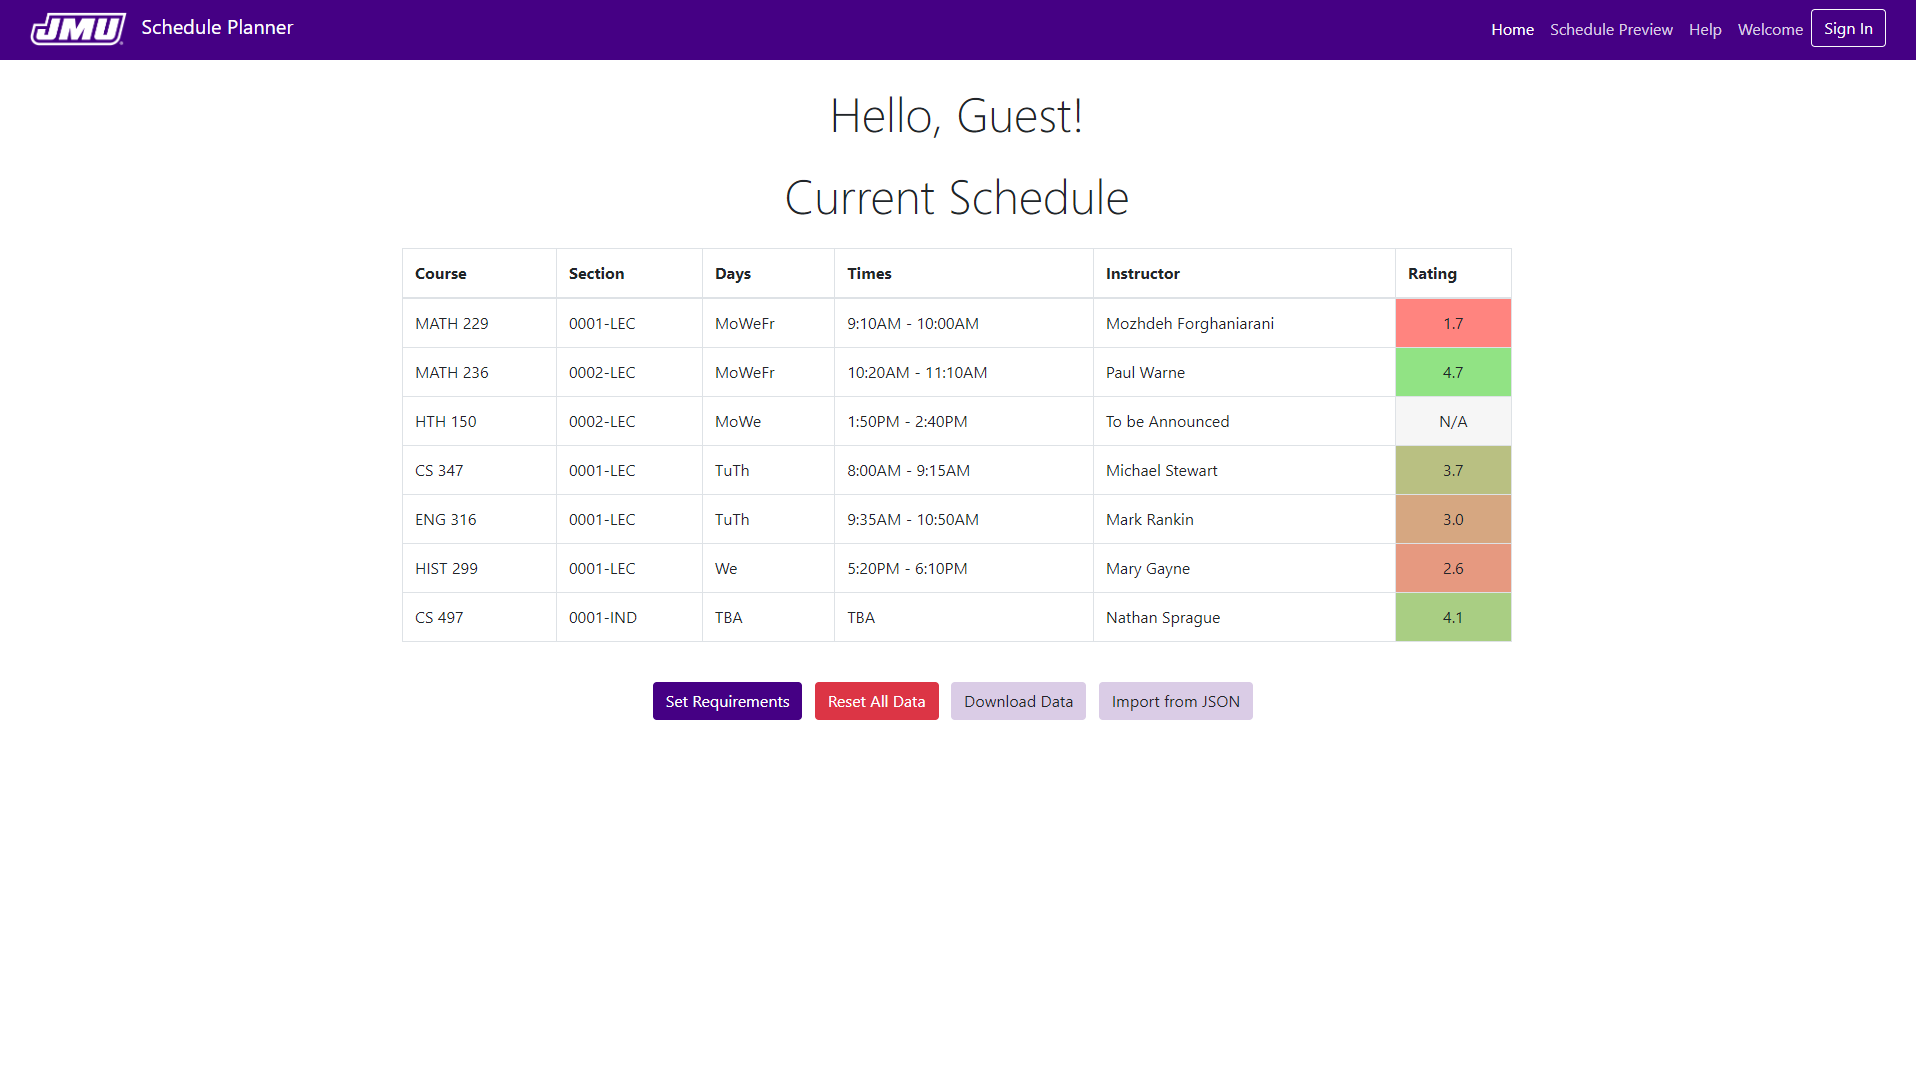 JMU Schedule Planner Home Schedule Preview Help Welcome Sign In
Hello, Guest!
Current Schedule
Course Section Days Times Instructor Rating
MATH 229 0001-LEC MoWeFr 9:10AM - 10:00AM Mozhdeh Forghaniarani 1.7
MATH 236 0002-LEC MoWeFr 10:20AM - 11:10AM Paul Warne 4.7
HTH 150 0002-LEC MoWe 1:50PM - 2:40PM To be Announced N/A
CS 347 0001-LEC TuTh 8:00AM - 9:15AM Michael Stewart 3.7
ENG 316 0001-LEC TuTh 9:35AM - 10:50AM Mark Rankin 3.0
HIST 299 0001-LEC We 5:20PM - 6:10PM Mary Gayne 2.6
CS 497 0001-IND TBA TBA Nathan Sprague 4.1
Set Requirements Reset All Data Download Data Import from JSON